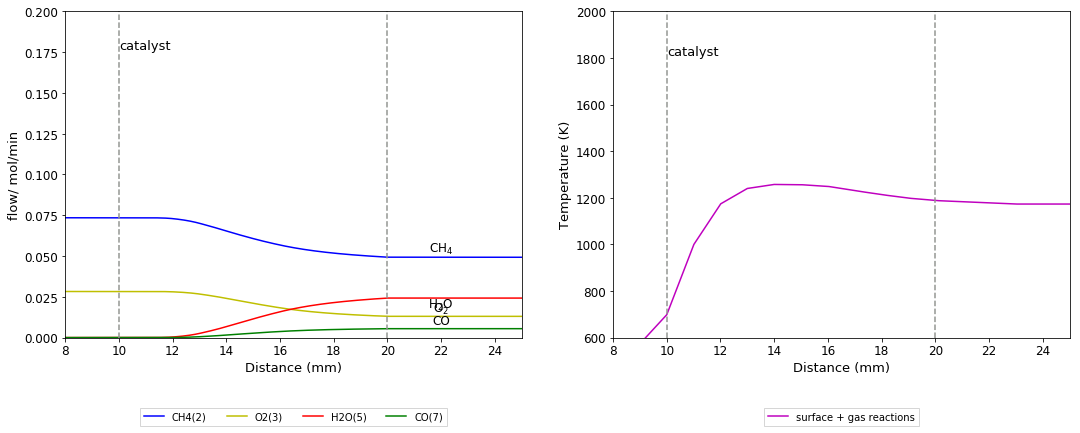 0.200
0.175
0.150
0.125
0.100
0.075
0.050
0.025
0.000
flow/ mol/min
catalyst
CH₄
H₂O
O₂
CO
8 10 12 14 16 18 20 22 24
Distance (mm)
CH4(2) O2(3) H2O(5) CO(7)
2000
1800
1600
1400
1200
1000
800
600
Temperature (K)
catalyst
8 10 12 14 16 18 20 22 24
Distance (mm)
surface + gas reactions